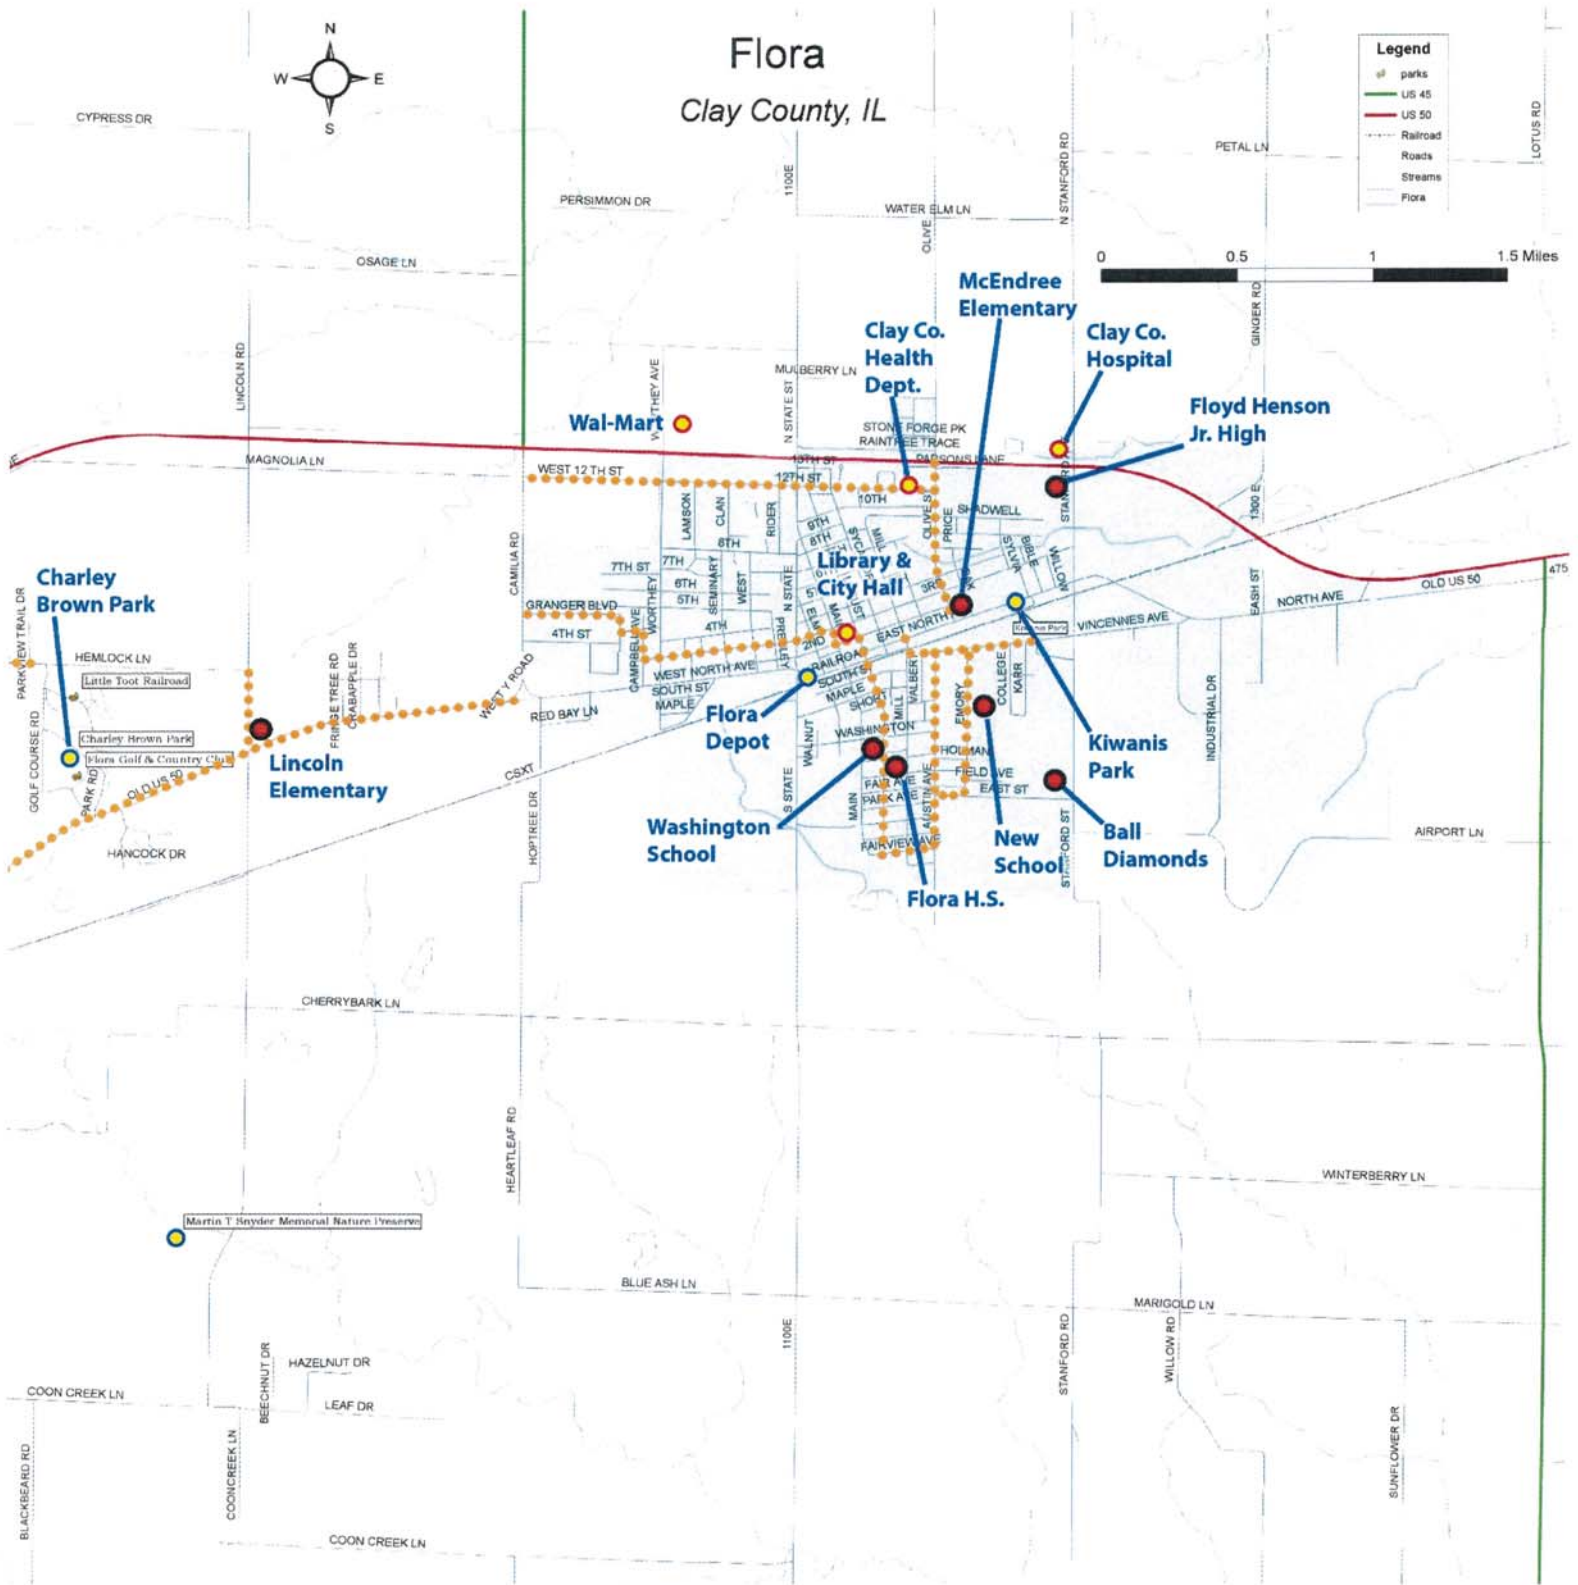 Flora
Clay County, IL
N
W
E
S
Legend
parks
US 45
US 50
Railroad
Roads
Streams
Flora
0
0.5
1
1.5 Miles
CYPRESS DR
PERSIMMON DR
OSAGE LN
LINCOLN RD
1100E
WATER ELM LN
OLIVE
N STANFORD RD
PETAL LN
LOTUS RD
GINGER RD
McEndree
Elementary
Clay Co.
Health
Dept.
Clay Co.
Hospital
Floyd Henson
Jr. High
Wal-Mart
MULBERRY LN
N STATE ST
STONE FORGE PK
RAINTREE TRACE
PARSONS LANE
13TH ST
12TH ST
10TH
MAGNOLIA LN
WEST 12 TH ST
LAMSON
CLAN
RIDER
9TH
8TH
8TH
MILL
PRICE
SHADWELL
SYLVIA
BIBLE
WILLOW
1300 E
CAMILIA RD
7TH ST
7TH
6TH
5TH
4TH
SEMINARY
WEST
WORTHEY
N STATE
Library &
City Hall
3RD
GRANGER BLVD
4TH ST
CAMPBELL AVE
ELM
2ND
EAST NORTH
VINCENNES AVE
EASH ST
NORTH AVE
OLD US 50
475
Charley
Brown Park
PARKVIEW TRAIL DR
HEMLOCK LN
Little Toot Railroad
Charley Brown Park
Flora Golf & Country Club
GOLF COURSE RD
PARK RD
OLD US 50
HANCOCK DR
Lincoln
Elementary
FRINGE TREE RD
CRABAPPLE DR
RED BAY LN
WEST NORTH AVE
SOUTH ST
MAPLE
SOUTH ST
MAPLE
SHORT
MILL
EMORY
COLLEGE
KARR
INDUSTRIAL DR
Flora
Depot
WALNUT
WASHINGTON
HOLMAN
FIELD AVE
EAST ST
Kiwanis
Park
CSXT
HOPTREE DR
S STATE
MAIN
PARK AVE
AUSTIN AVE
FAIRVIEW AVE
Washington
School
New
School
Ball
Diamonds
Flora H.S.
AIRPORT LN
CHERRYBARK LN
HEARTLEAF RD
WINTERBERRY LN
Martin T Snyder Memorial Nature Preserve
BLUE ASH LN
MARIGOLD LN
1100E
STANFORD RD
WILLOW RD
BEECHNUT DR
HAZELNUT DR
LEAF DR
COON CREEK LN
SUNFLOWER DR
BLACKBEARD RD
COONCREEK LN
COON CREEK LN